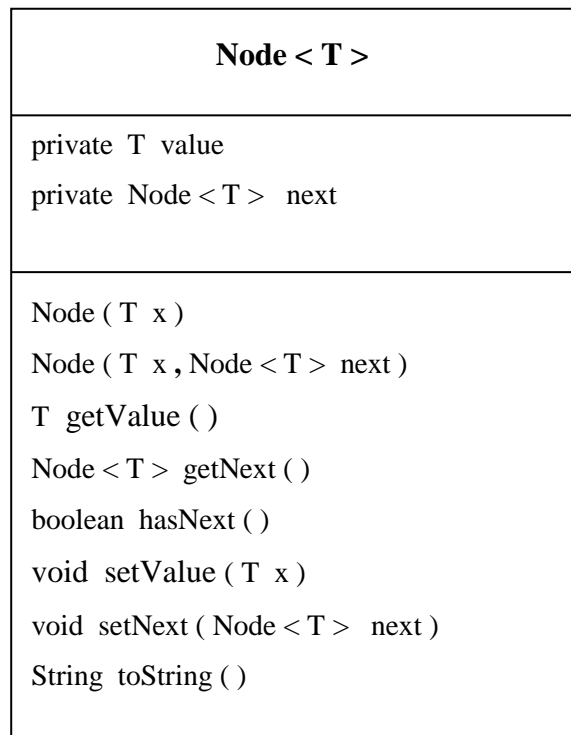 Node < T >
private T value
private Node < T > next
Node ( T x )
Node ( T x , Node < T > next )
T getValue ( )
Node < T > getNext ( )
boolean hasNext ( )
void setValue ( T x )
void setNext ( Node < T > next )
String toString ( )